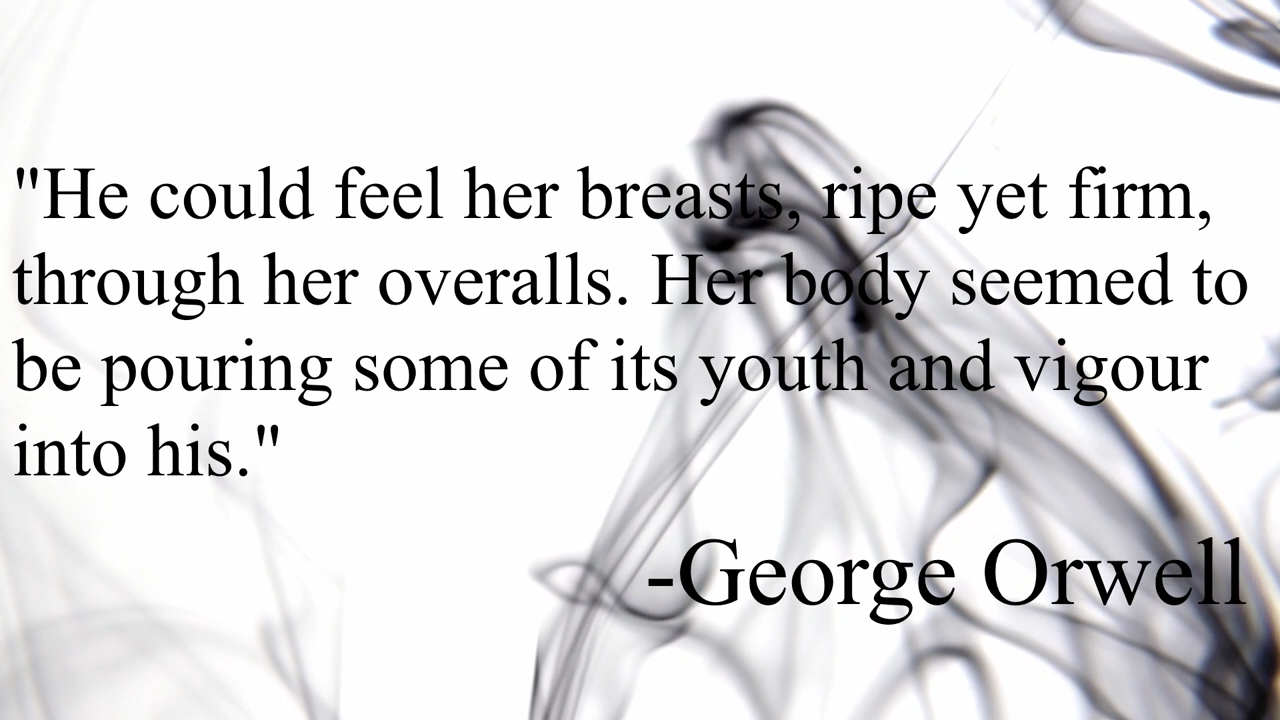 "He could feel her breasts, ripe yet firm,
through her overalls. Her body seemed to
be pouring some of its youth and vigour
into his."
-George Orwell